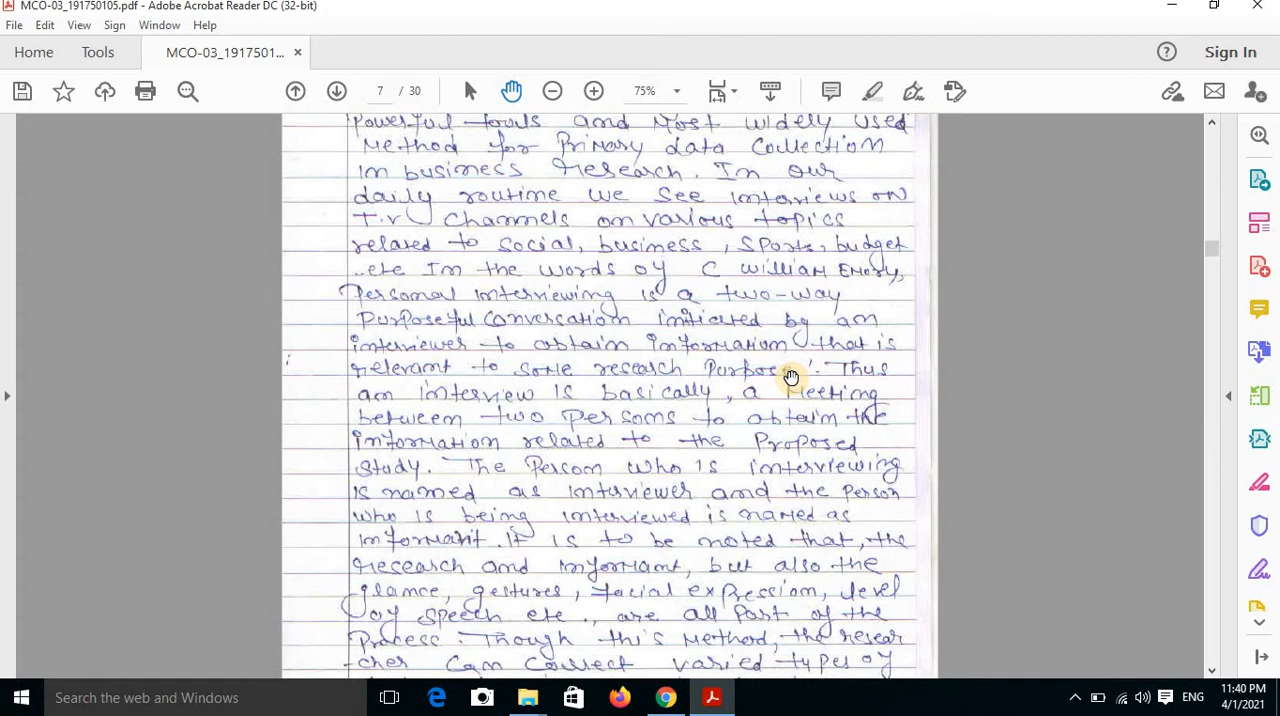 MCO-03_191750105.pdf - Adobe Acrobat Reader DC (32-bit)
File Edit View Sign Window Help
Home Tools MCO-03_1917501... × Sign In
7 / 30 75%
Powerful tools and Most widely used
Method for Primary data Collection
in business research. In our
daily routine we see interviews on
T.V Channels on various topics
related to social, business, sports, budget
..etc In the words of C William Emory,
Personal interviewing is a two-way
Purposeful Conversation initiated by an
interviewer to obtain information that is
relevant to some research Purpose'. Thus
an interview is basically, a Meeting
between two Persons to obtain the
information related to the Proposed
study. The Person who is interviewing
is named as interviewer and the Person
who is being interviewed is named as
informant. It is to be noted that, the
research and informant, but also the
glance, gestures, facial expression, level
of speech etc., are all Part of the
Process. Though this Method, the resear
-cher Can Collect varied types of
Search the web and Windows
ENG
11:40 PM
4/1/2021